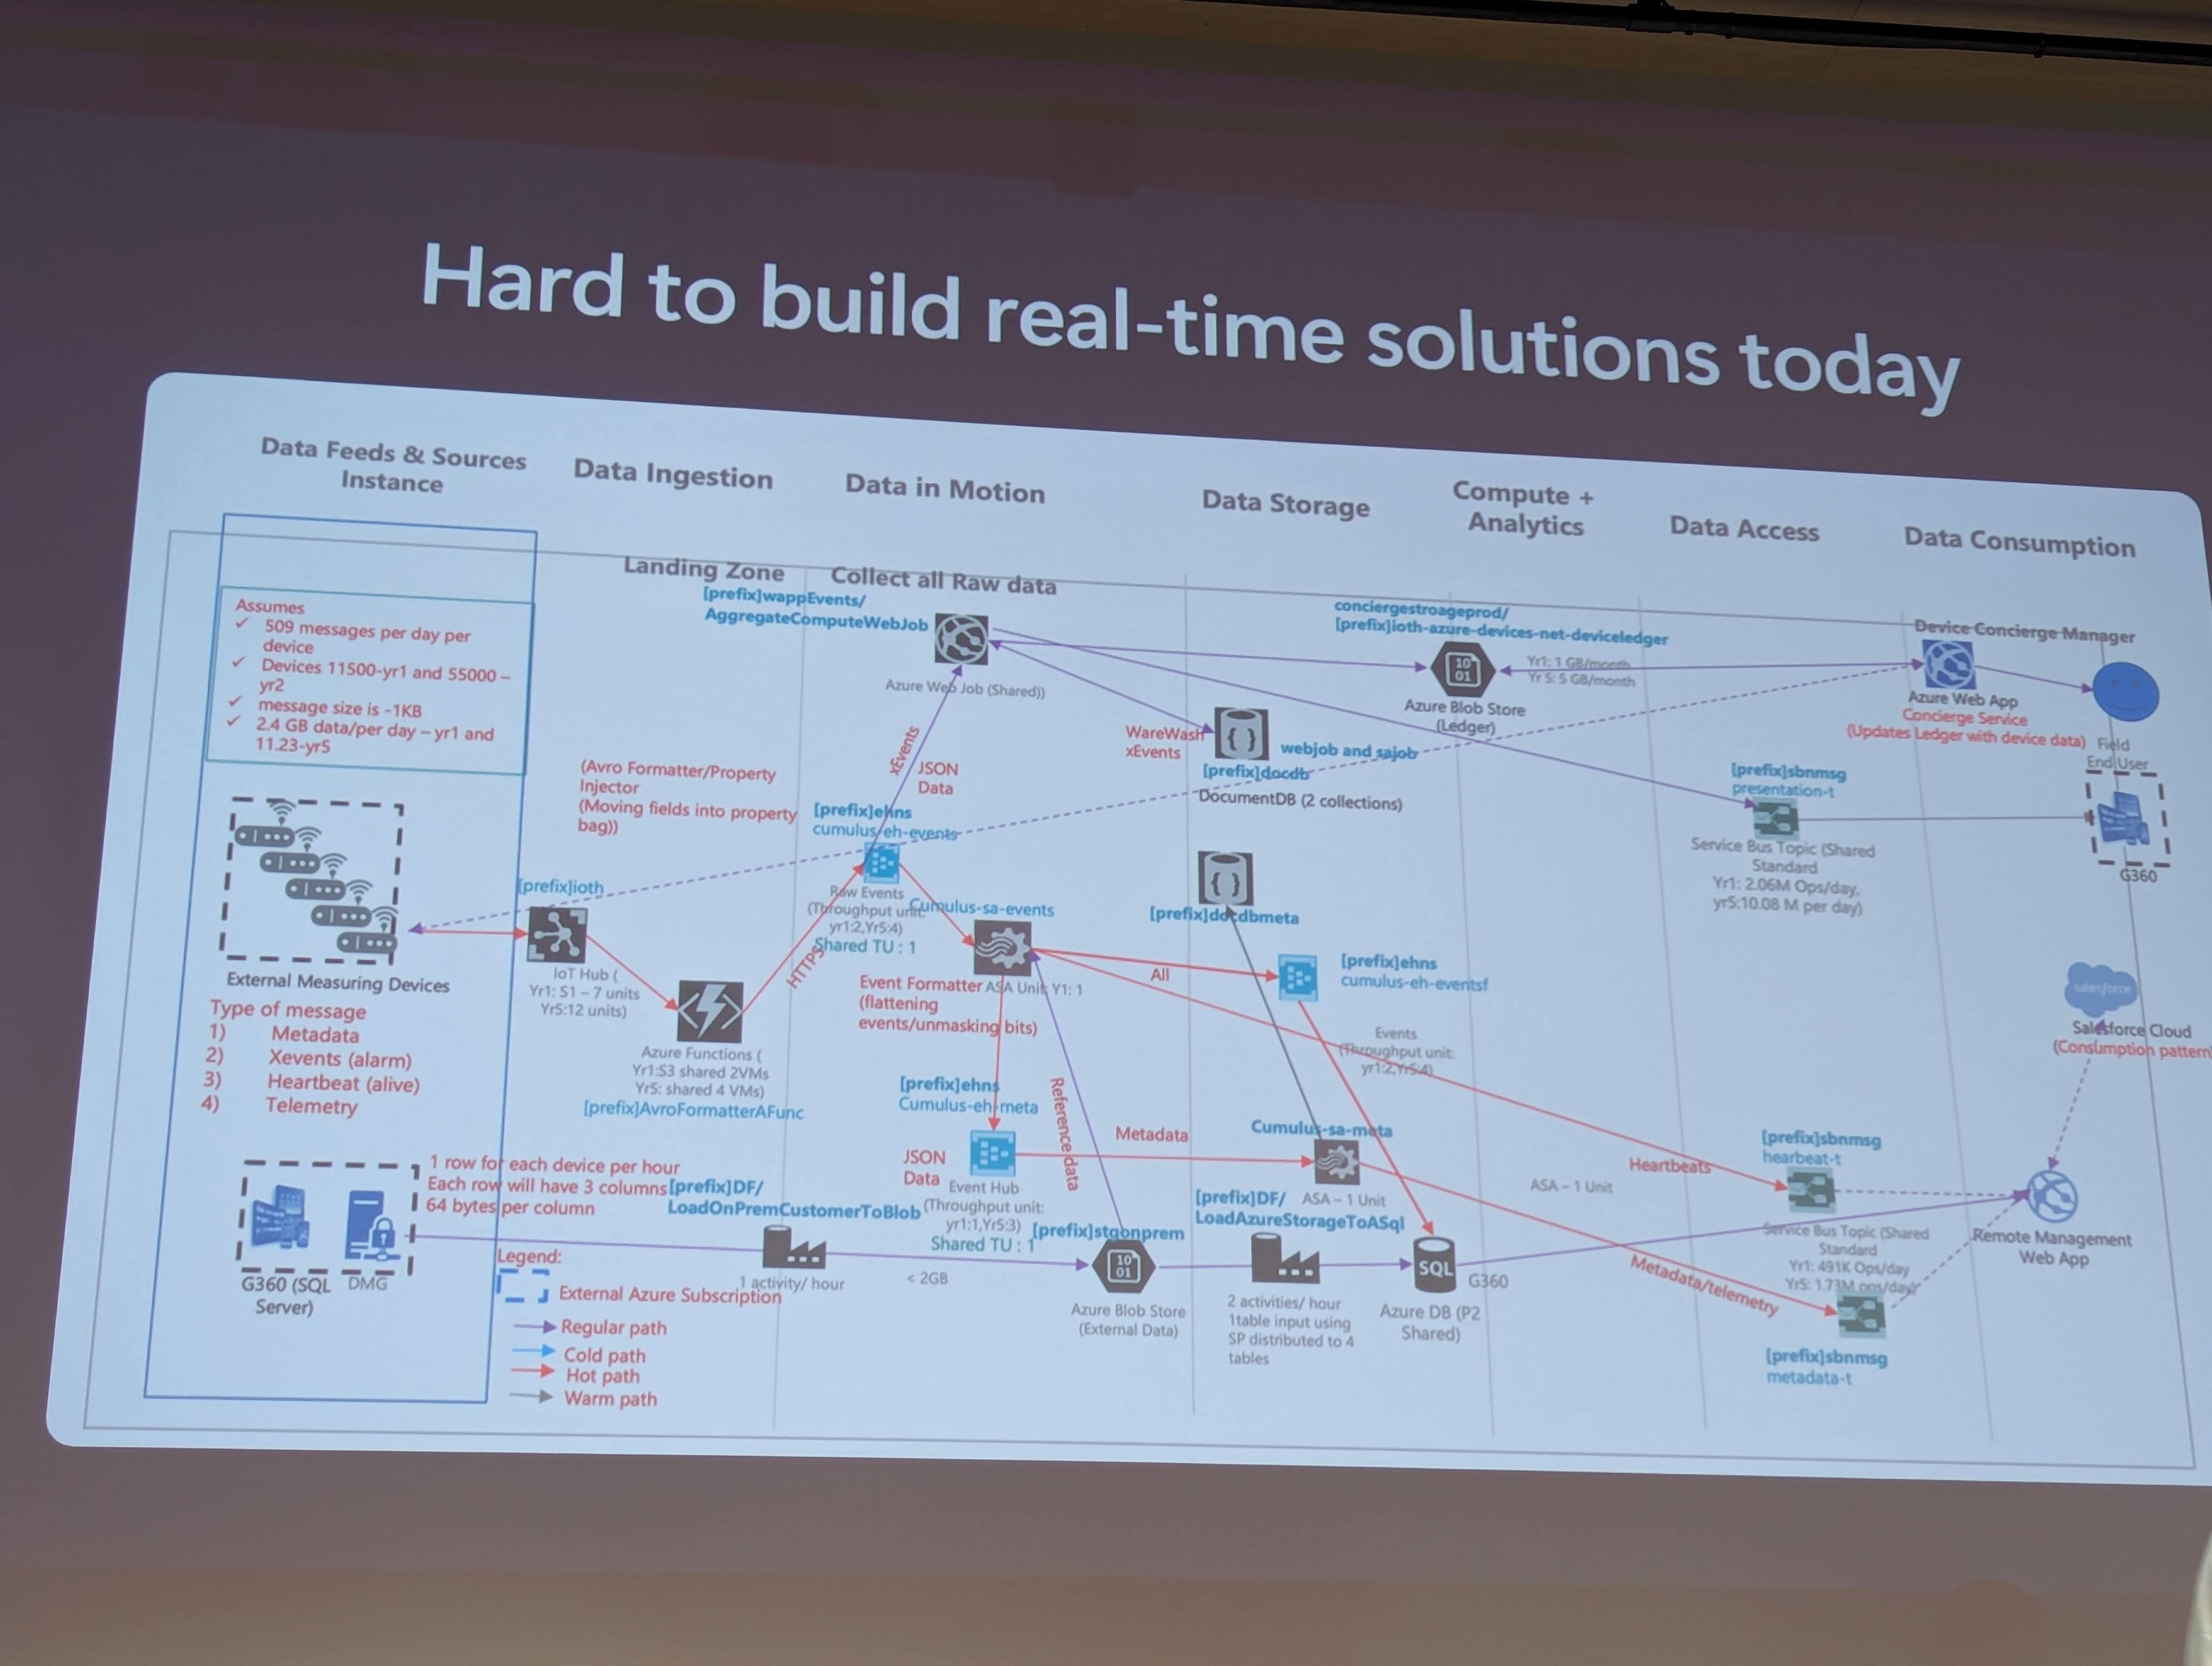 Hard to build real-time solutions today
Data Feeds & Sources
Instance
Data Ingestion
Data in Motion
Data Storage
Compute +
Analytics
Data Access
Data Consumption
Landing Zone
Collect all Raw data
Assumes
✓ 509 messages per day per
device
✓ Devices 11500-yr1 and 55000 –
yr2
✓ message size is ~1KB
✓ 2.4 GB data/per day – yr1 and
11.23-yr5
External Measuring Devices
Type of message
1) Metadata
2) Xevents (alarm)
3) Heartbeat (alive)
4) Telemetry
G360 (SQL
Server)
DMG
1 row for each device per hour
Each row will have 3 columns
64 bytes per column
Legend:
External Azure Subscription
Regular path
Cold path
Hot path
Warm path
(Avro Formatter/Property
Injector
(Moving fields into property
bag))
[prefix]ioth
IoT Hub (
Yr1: S1 – 7 units
Yr5:12 units)
Azure Functions (
Yr1:S3 shared 2VMs
Yr5: shared 4 VMs)
[prefix]AvroFormatterAFunc
[prefix]DF/
LoadOnPremCustomerToBlob
1 activity/ hour
< 2GB
[prefix]wappEvents/
AggregateComputeWebJob
Azure Web Job (Shared))
xEvents
JSON
Data
[prefix]ehns
cumulus/eh-events
Raw Events
(Throughput unit:
yr1:2,Yr5:4)
Shared TU : 1
HTTPS
Cumulus-sa-events
Event Formatter
(flattening
events/unmasking bits)
ASA Unit Y1: 1
[prefix]ehns
Cumulus-eh-meta
JSON
Data
Event Hub
(Throughput unit:
yr1:1,Yr5:3)
Shared TU : 1
Reference data
[prefix]stgonprem
10
01
Azure Blob Store
(External Data)
WareWash
xEvents
{ }
webjob and sajob
[prefix]docdb
DocumentDB (2 collections)
{ }
[prefix]docdbmeta
All
[prefix]ehns
cumulus-eh-eventsf
Events
(Throughput unit:
yr1:2,Yr5:4)
Metadata
Cumulus-sa-meta
ASA – 1 Unit
[prefix]DF/
LoadAzureStorageToASql
2 activities/ hour
1table input using
SP distributed to 4
tables
SQL
G360
Azure DB (P2
Shared)
conciergestroageprod/
[prefix]ioth-azure-devices-net-deviceledger
10
01
Yr1: 1 GB/month
Yr 5: 5 GB/month
Azure Blob Store
(Ledger)
[prefix]sbnmsg
presentation-t
Service Bus Topic (Shared
Standard
Yr1: 2.06M Ops/day,
yr5:10.08 M per day)
Heartbeats
ASA – 1 Unit
[prefix]sbnmsg
hearbeat-t
Service Bus Topic (Shared
Standard
Yr1: 491K Ops/day
Yr5: 1.73M ops/day)
Metadata/telemetry
[prefix]sbnmsg
metadata-t
Device Concierge Manager
Azure Web App
Concierge Service
(Updates Ledger with device data)
Field
End User
G360
salesforce
Salesforce Cloud
(Consumption pattern
Remote Management
Web App